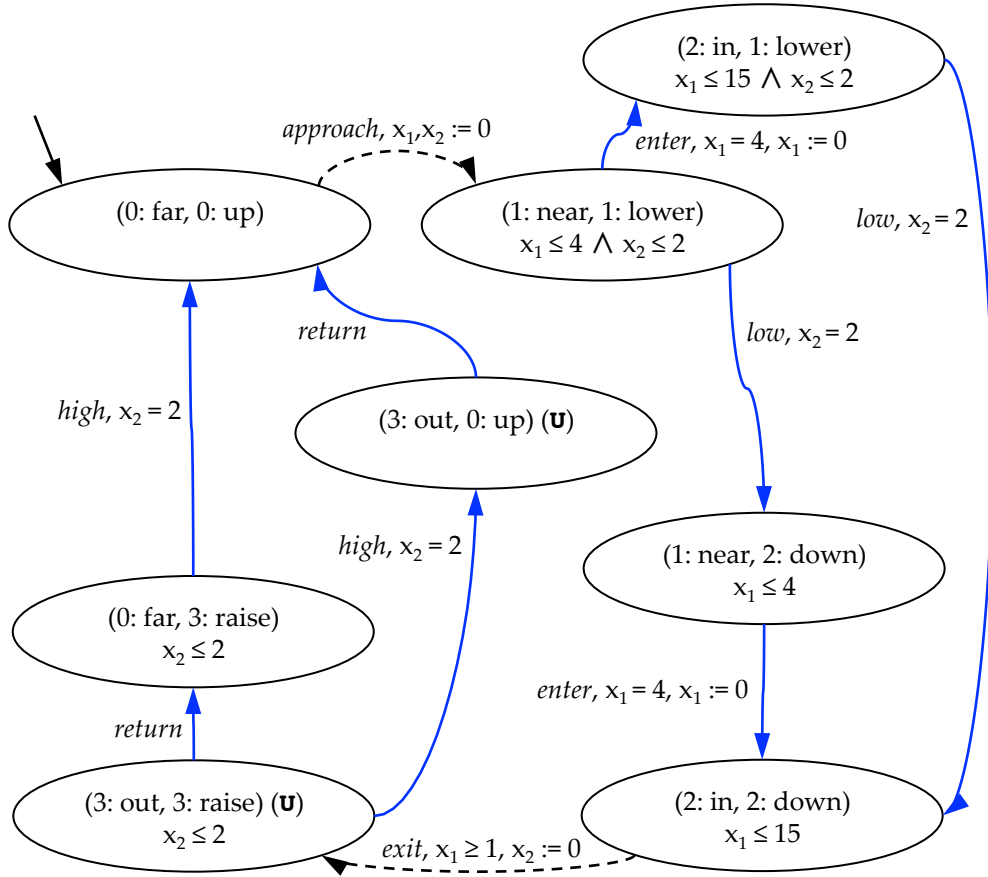 (2: in, 1: lower)
x₁ ≤ 15 ∧ x₂ ≤ 2
approach, x₁,x₂ := 0
enter, x₁ = 4, x₁ := 0
(0: far, 0: up)
(1: near, 1: lower)
x₁ ≤ 4 ∧ x₂ ≤ 2
low, x₂ = 2
return
low, x₂ = 2
high, x₂ = 2
(3: out, 0: up) (U)
high, x₂ = 2
(1: near, 2: down)
x₁ ≤ 4
(0: far, 3: raise)
x₂ ≤ 2
enter, x₁ = 4, x₁ := 0
return
(3: out, 3: raise) (U)
x₂ ≤ 2
(2: in, 2: down)
x₁ ≤ 15
exit, x₁ ≥ 1, x₂ := 0